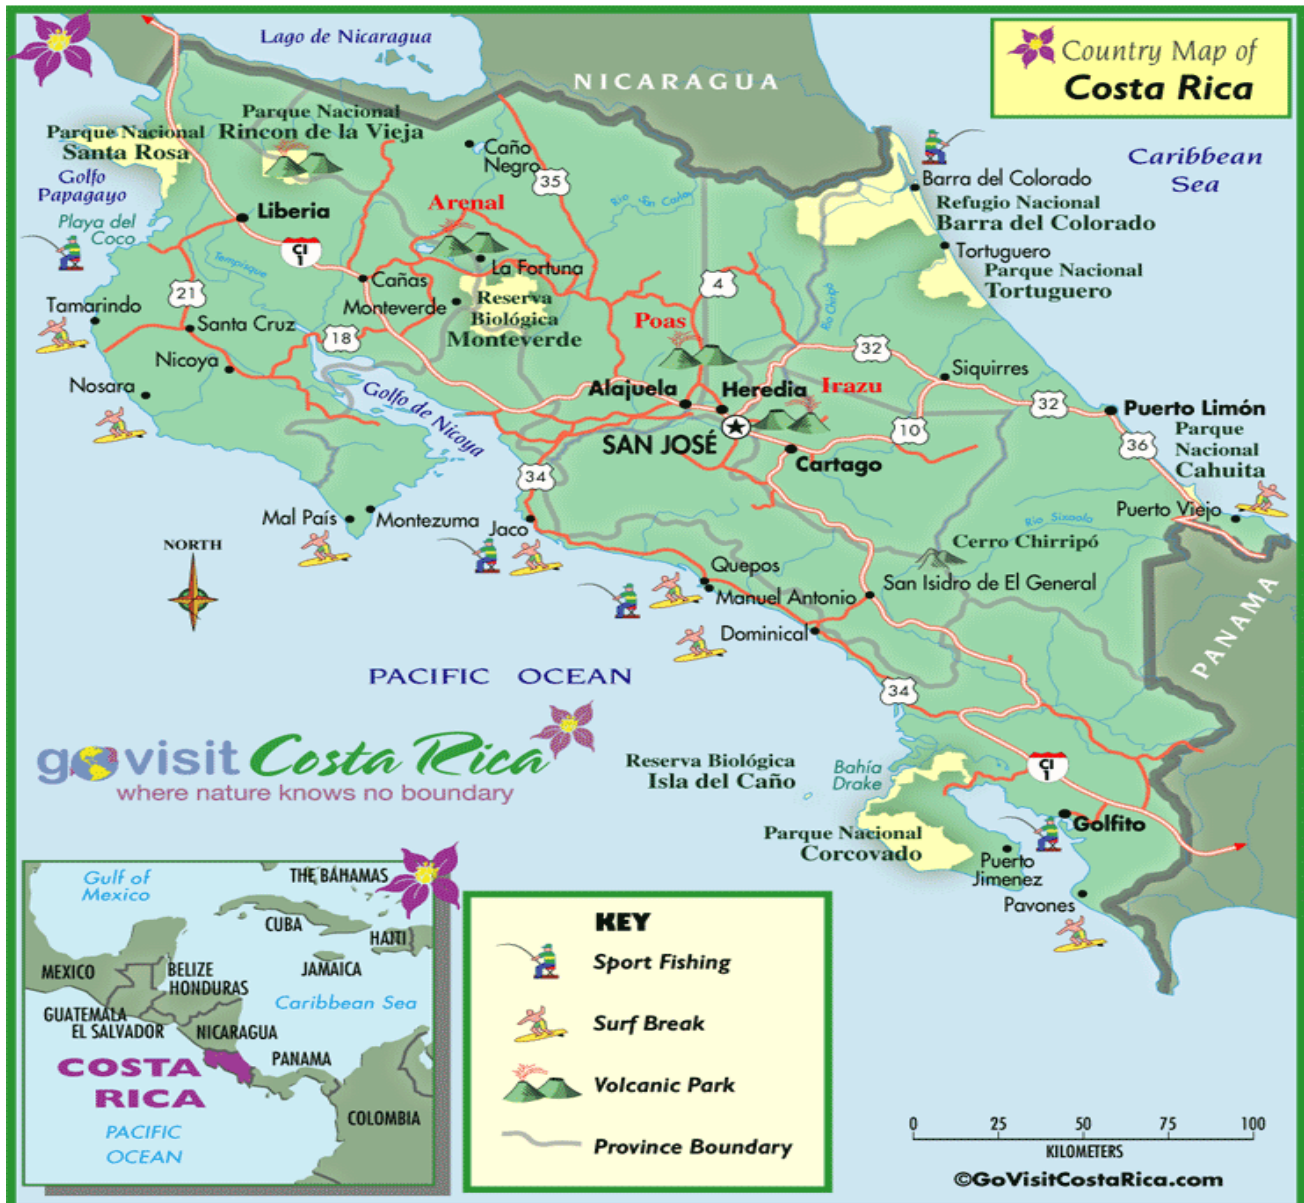 Country Map of
Costa Rica
Lago de Nicaragua
NICARAGUA
Parque Nacional
Rincon de la Vieja
Parque Nacional
Santa Rosa
Golfo
Papagayo
Playa del
Coco
Liberia
CI
1
Caño
Negro
35
Rio San Carlos
Arenal
La Fortuna
Cañas
Monteverde
Reserva
Biológica
Monteverde
Tempisque
21
Tamarindo
Santa Cruz
18
Nicoya
Nosara
Golfo de Nicoya
Poas
4
Rio Chirripó
Barra del Colorado
Refugio Nacional
Barra del Colorado
Caribbean
Sea
Tortuguero
Parque Nacional
Tortuguero
32
Siquirres
32
Alajuela
Heredia
Irazu
SAN JOSÉ
Cartago
10
Puerto Limón
Parque
Nacional
Cahuita
36
Puerto Viejo
34
Mal País
Montezuma
Jaco
Rio Sixaola
Cerro Chirripó
NORTH
Quepos
Manuel Antonio
San Isidro de El General
Dominical
PANAMA
PACIFIC OCEAN
34
govisit Costa Rica
where nature knows no boundary
Reserva Biológica
Isla del Caño
Bahía
Drake
CI
1
Parque Nacional
Corcovado
Golfito
Puerto
Jimenez
Pavones
Gulf of
Mexico
THE BAHAMAS
CUBA
HAITI
MEXICO
BELIZE
JAMAICA
HONDURAS
Caribbean Sea
GUATEMALA
EL SALVADOR
NICARAGUA
COSTA
RICA
PANAMA
COLOMBIA
PACIFIC
OCEAN
KEY
Sport Fishing
Surf Break
Volcanic Park
Province Boundary
0 25 50 75 100
KILOMETERS
©GoVisitCostaRica.com